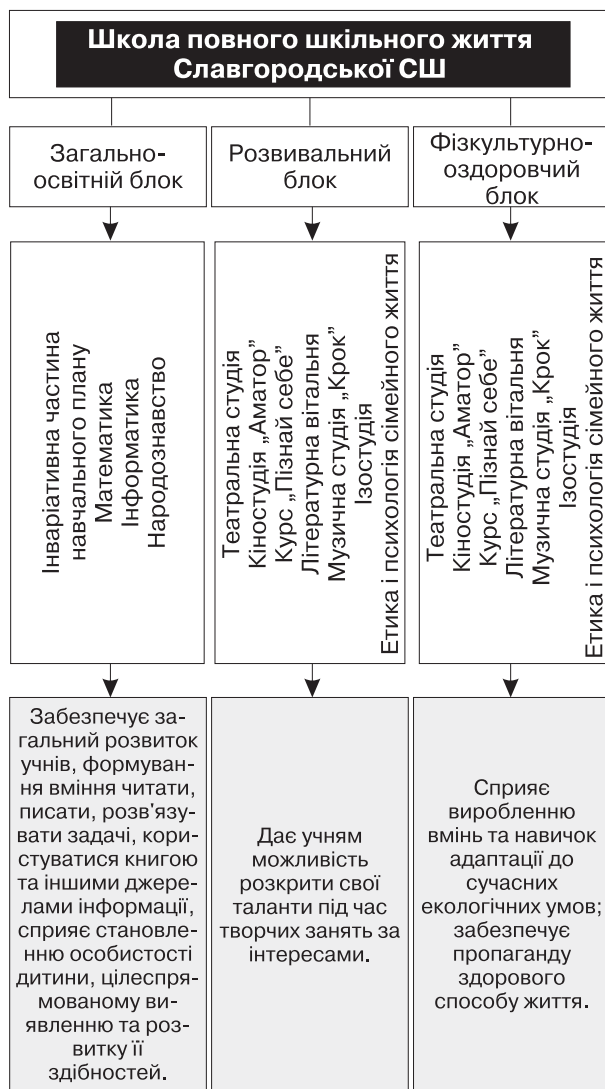 Школа повного шкільного життя
Славгородської СШ
Загально-
освітній блок
Розвивальний
блок
Фізкультурно-
оздоровчий
блок
Інваріативна частина
навчального плану
Математика
Інформатика
Народознавство
Театральна студія
Кіностудія „Аматор”
Курс „Пізнай себе”
Літературна вітальня
Музична студія „Крок”
Ізостудія
Етика і психологія сімейного життя
Театральна студія
Кіностудія „Аматор”
Курс „Пізнай себе”
Літературна вітальня
Музична студія „Крок”
Ізостудія
Етика і психологія сімейного життя
Забезпечує за-
гальний розвиток
учнів, формуван-
ня вміння читати,
писати, розв'язу-
вати задачі, кори-
стуватися книгою
та іншими джере-
лами інформації,
сприяє становле-
нню особистості
дитини, цілеспря-
мованому ви-
явленню та роз-
витку її
здібностей.
Дає учням
можливість
розкрити свої
таланти під час
творчих занять за
інтересами.
Сприяє
виробленню
вмінь та навичок
адаптації до
сучасних
екологічних умов;
забезпечує
пропаганду
здорового
способу життя.